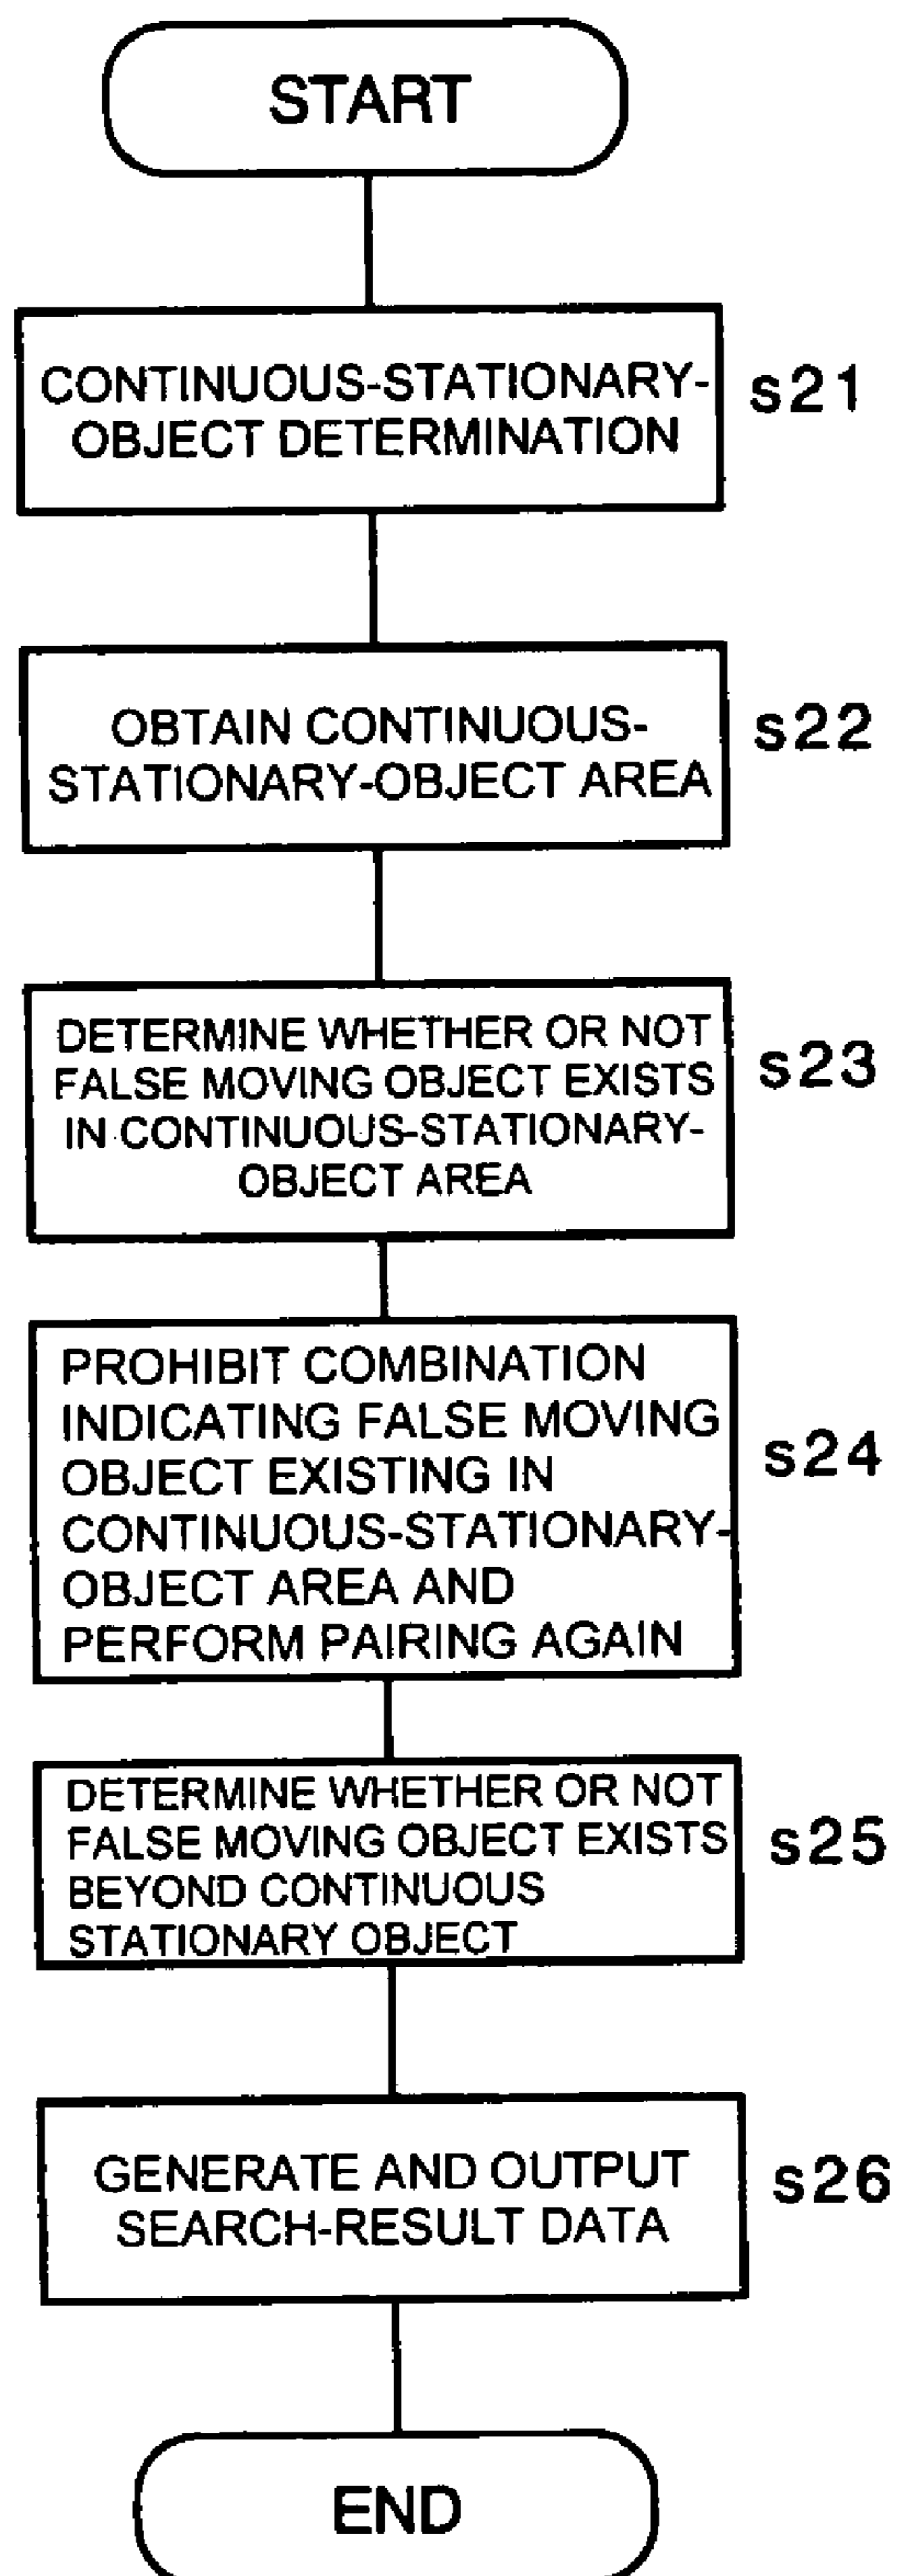 START
CONTINUOUS-STATIONARY-
OBJECT DETERMINATION
s21
OBTAIN CONTINUOUS-
STATIONARY-OBJECT AREA
s22
DETERMINE WHETHER OR NOT
FALSE MOVING OBJECT EXISTS
IN CONTINUOUS-STATIONARY-
OBJECT AREA
s23
PROHIBIT COMBINATION
INDICATING FALSE MOVING
OBJECT EXISTING IN
CONTINUOUS-STATIONARY-
OBJECT AREA AND
PERFORM PAIRING AGAIN
s24
DETERMINE WHETHER OR NOT
FALSE MOVING OBJECT EXISTS
BEYOND CONTINUOUS
STATIONARY OBJECT
s25
GENERATE AND OUTPUT
SEARCH-RESULT DATA
s26
END